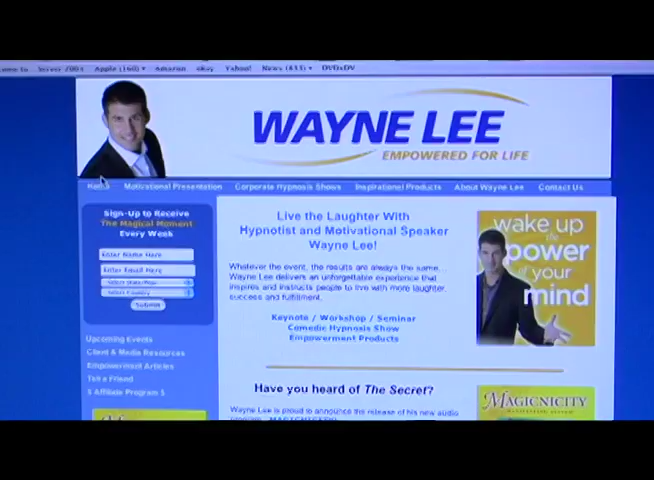 Server 2003 Apple (160) ▾ Amazon eBay Yahoo! News (433) ▾ DVDxDV
WAYNE LEE
EMPOWERED FOR LIFE
Home Motivational Presentation Corporate Hypnosis Shows Inspirational Products About Wayne Lee Contact Us
Sign-Up to Receive
The Magical Moment
Every Week
Enter Name Here
Enter Email Here
Select State/Prov
Select Country
Submit
Upcoming Events
Client & Media Resources
Empowerment Articles
Tell a Friend
$ Affiliate Program $
Live the Laughter With
Hypnotist and Motivational Speaker
Wayne Lee!
Whatever the event, the results are always the same...
Wayne Lee delivers an unforgettable experience that
inspires and instructs people to live with more laughter,
success and fulfillment.
Keynote / Workshop / Seminar
Comedic Hypnosis Show
Empowerment Products
Have you heard of The Secret?
Wayne Lee is proud to announce the release of his new audio
program
wake up
the power
of your
mind
MAGICNICITY